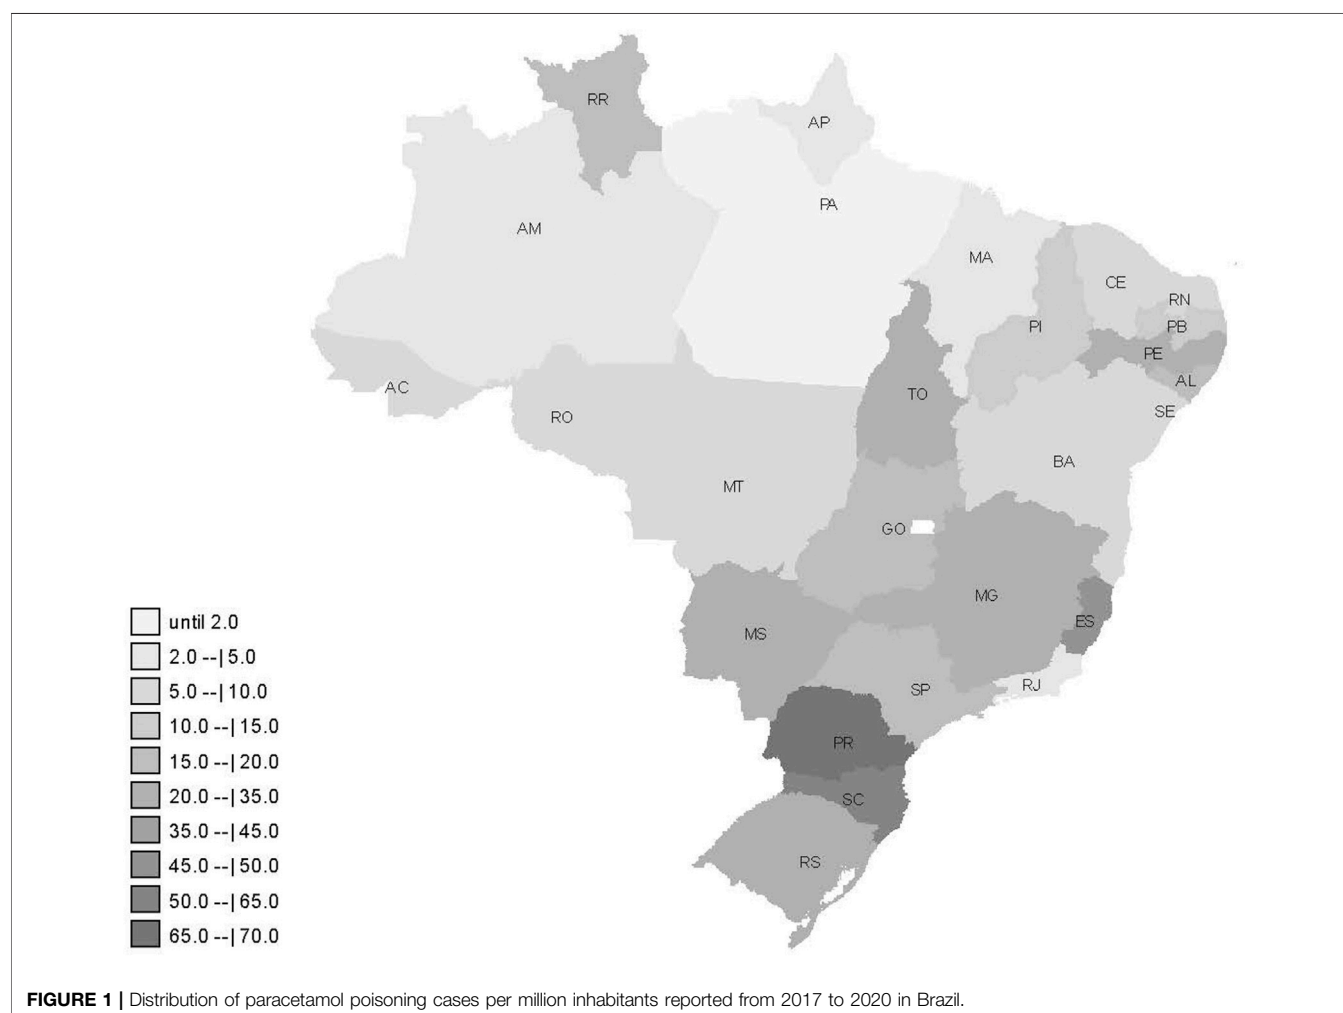 RR
AP
PA
AM
MA
CE
RN
PI
PB
PE
AL
AC
TO
SE
RO
BA
MT
GO
MG
ES
MS
RJ
SP
PR
SC
RS
until 2.0
2.0 --| 5.0
5.0 --| 10.0
10.0 --| 15.0
15.0 --| 20.0
20.0 --| 35.0
35.0 --| 45.0
45.0 --| 50.0
50.0 --| 65.0
65.0 --| 70.0
FIGURE 1 | Distribution of paracetamol poisoning cases per million inhabitants reported from 2017 to 2020 in Brazil.